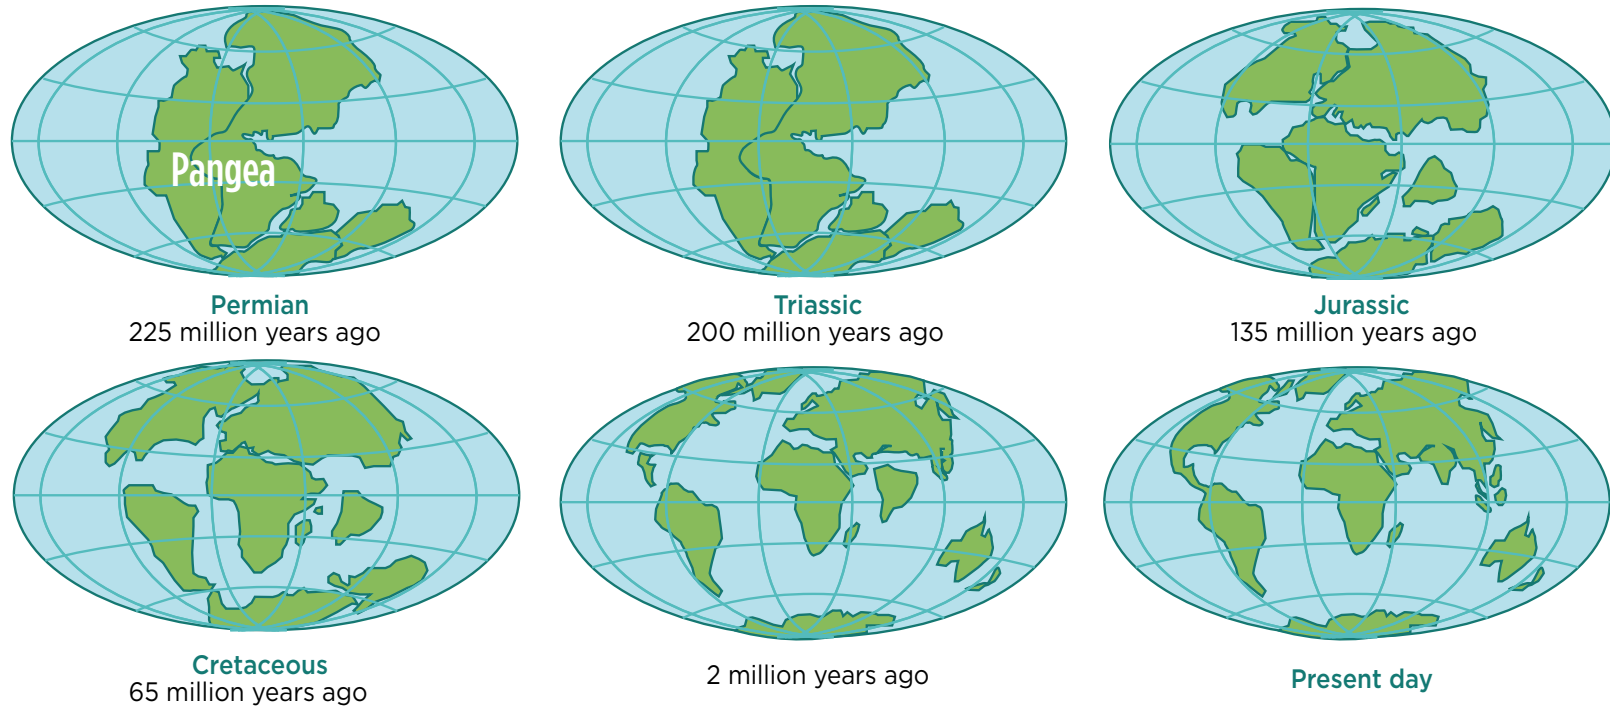 Pangea
Permian
225 million years ago
Triassic
200 million years ago
Jurassic
135 million years ago
Cretaceous
65 million years ago
2 million years ago
Present day